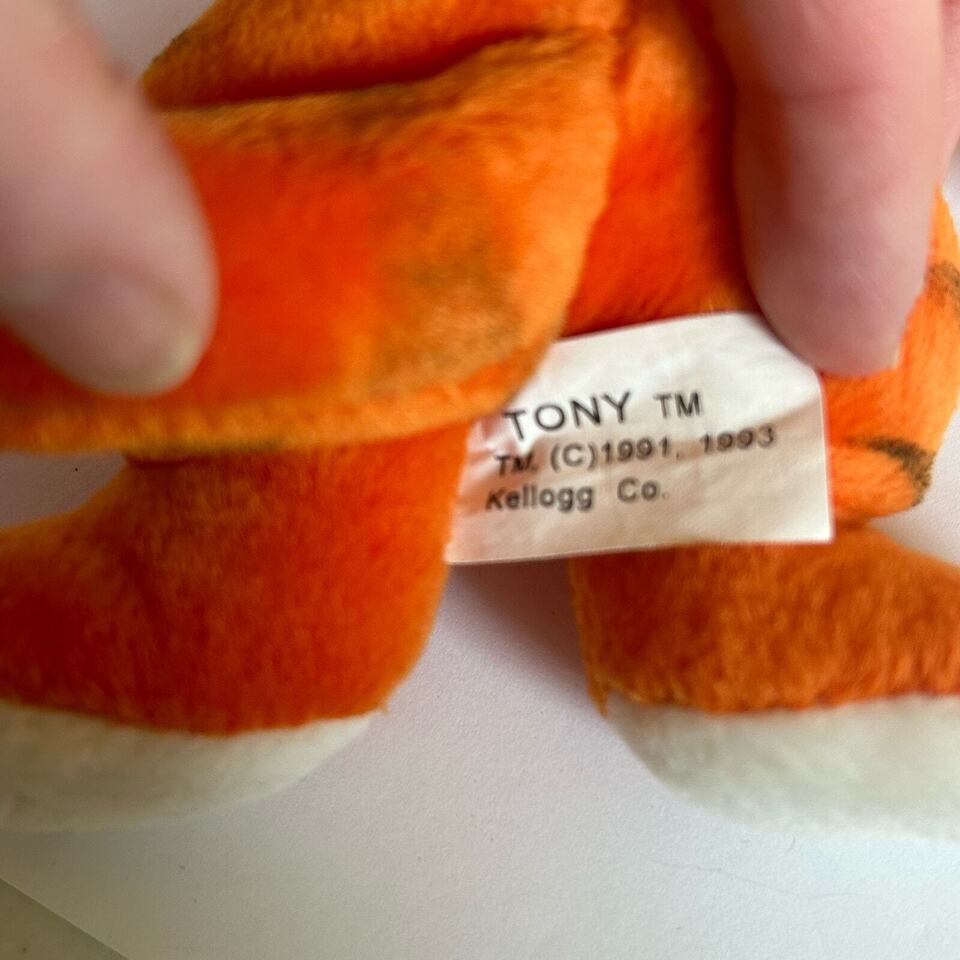 TONY TM
TM. (C)1991, 1993
Kellogg Co.